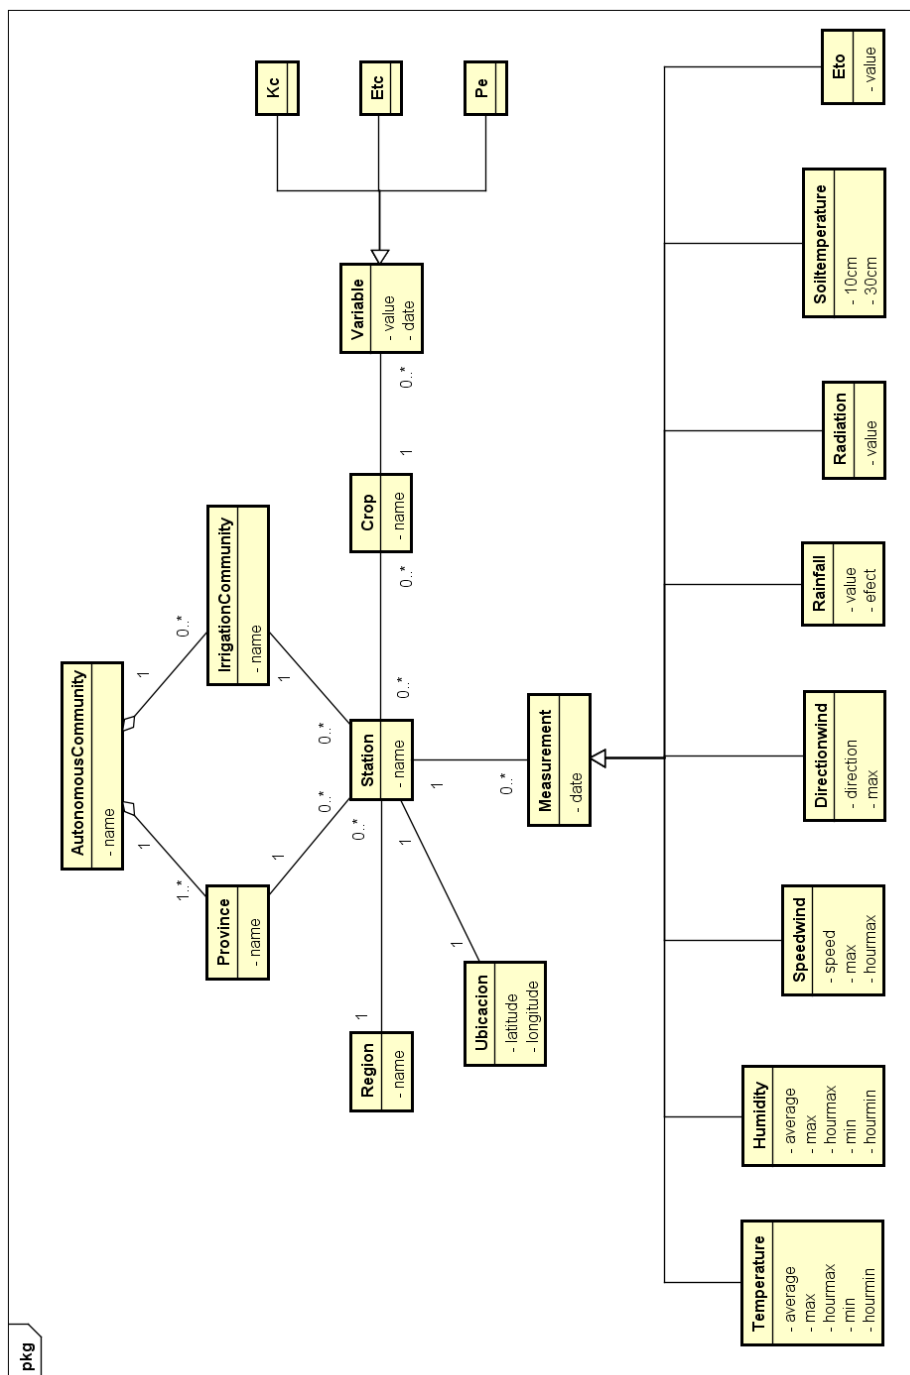 pkg
AutonomousCommunity
- name
Province
- name
IrrigationCommunity
- name
1
1..*
1
0..*
1
0..*
1
0..*
Region
- name
1
0..*
Station
- name
0..*
0..*
Crop
- name
1
0..*
Variable
- value
- date
Kc
Etc
Pe
Ubicacion
- latitude
- longitude
1
1
1
0..*
Measurement
- date
Temperature
- average
- max
- hourmax
- min
- hourmin
Humidity
- average
- max
- hourmax
- min
- hourmin
Speedwind
- speed
- max
- hourmax
Directionwind
- direction
- max
Rainfall
- value
- efect
Radiation
- value
Soiltemperature
- 10cm
- 30cm
Eto
- value